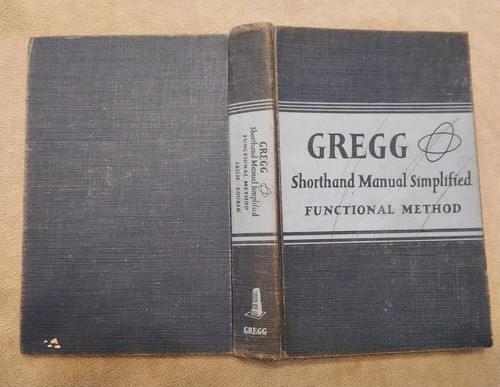 GREGG
Shorthand Manual Simplified
FUNCTIONAL METHOD
LESLIE ZOUBEK
GREGG
GREGG
Shorthand Manual Simplified
FUNCTIONAL METHOD